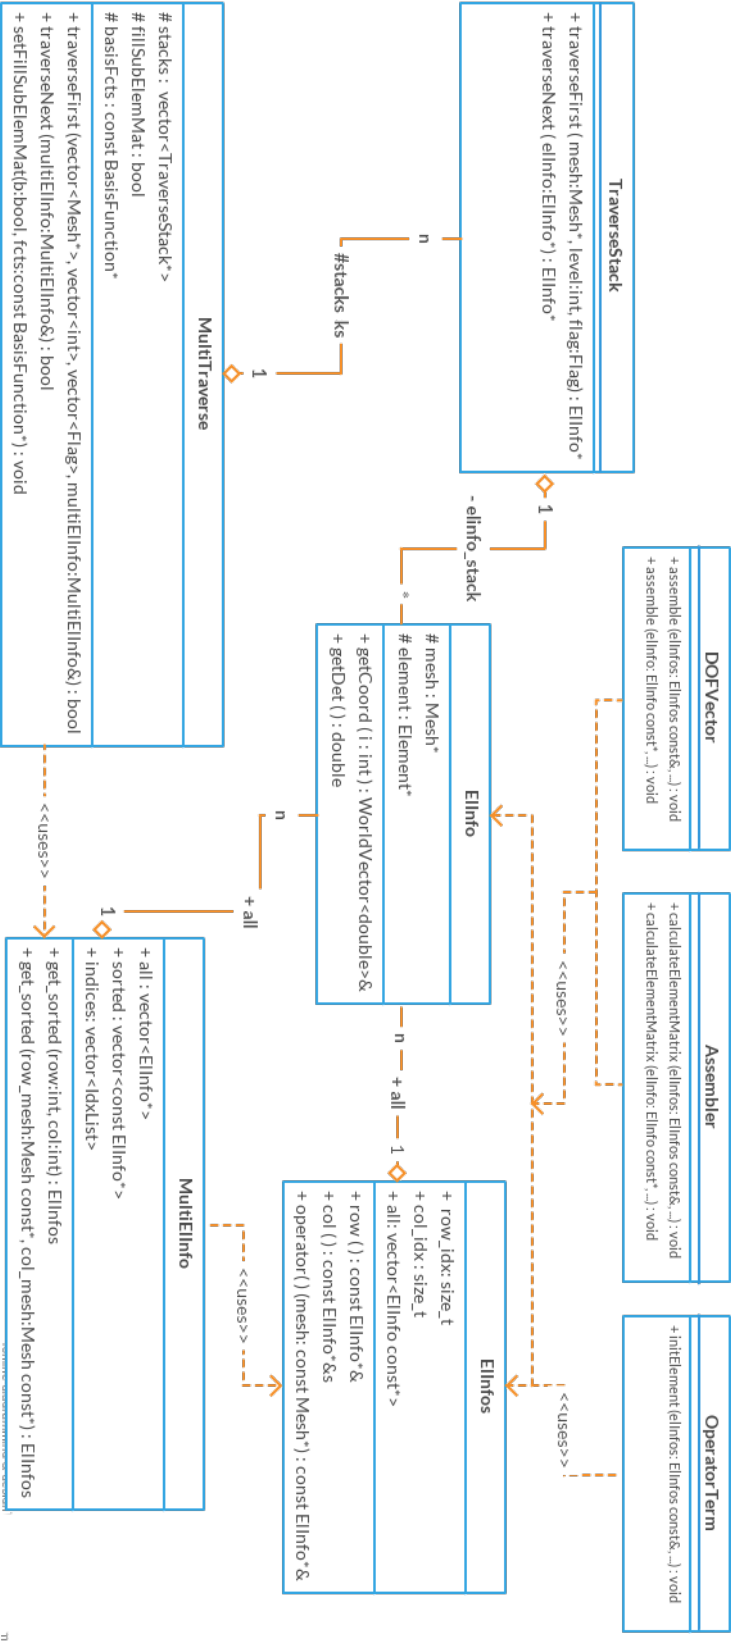 TraverseStack
+ traverseFirst ( mesh:Mesh*, level:int, flag:Flag) : ElInfo*
+ traverseNext ( elInfo:ElInfo*) : ElInfo*
DOFVector
+ assemble (elInfos: ElInfos const&, ...) : void
+ assemble (elInfo: ElInfo const*, ...) : void
Assembler
+ calculateElementMatrix (elInfos: ElInfos const&, ...) : void
+ calculateElementMatrix (elInfo: ElInfo const*, ...) : void
OperatorTerm
+ initElement (elInfos: ElInfos const&, ...) : void
<<uses>>
<<uses>>
1
- elinfo_stack
*
n
#stacks ks
1
ElInfo
# mesh : Mesh*
# element : Element*
+ getCoord ( i : int ) : WorldVector<double>&
+ getDet ( ) : double
n
+ all
1
ElInfos
+ row_idx: size_t
+ col_idx : size_t
+ all: vector<ElInfo const*>
+ row ( ) : const ElInfo*&
+ col ( ) : const ElInfo*&s
+ operator() (mesh: const Mesh*) : const ElInfo*&
MultiTraverse
# stacks : vector<TraverseStack*>
# fillSubElemMat : bool
# basisFcts : const BasisFunction*
+ traverseFirst (vector<Mesh*>, vector<int>, vector<Flag>, multiElInfo:MultiElInfo&) : bool
+ traverseNext (multiElInfo:MultiElInfo&) : bool
+ setFillSubElemMat(b:bool, fcts:const BasisFunction*) : void
<<uses>>
n
+ all
1
<<uses>>
MultiElInfo
+ all : vector<ElInfo*>
+ sorted : vector<const ElInfo*>
+ indices: vector<IdxList>
+ get_sorted (row:int, col:int) : ElInfos
+ get_sorted (row_mesh:Mesh const*, col_mesh:Mesh const*) : ElInfos